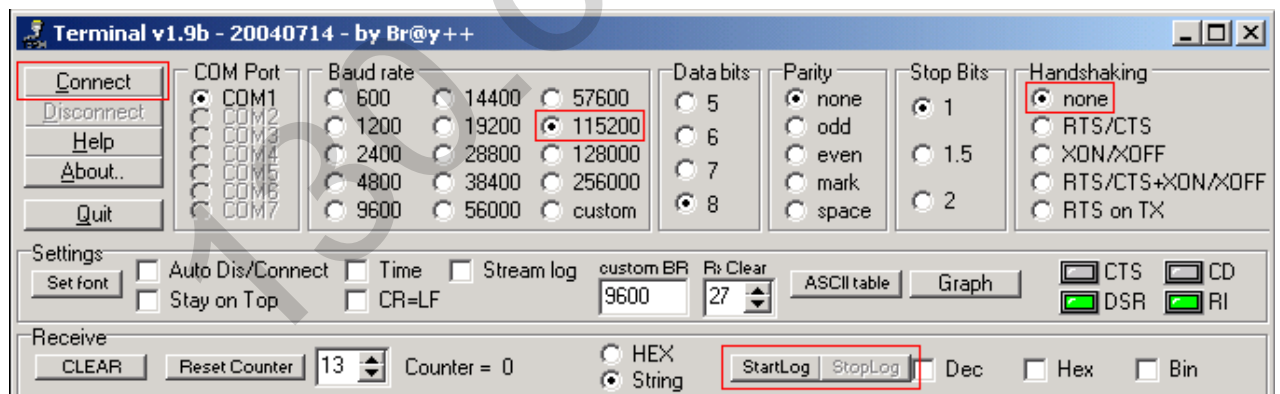 Terminal v1.9b - 20040714 - by Br@y++
Connect
Disconnect
Help
About..
Quit
COM Port
COM1
COM2
COM3
COM4
COM5
COM6
COM7
Baud rate
600 14400 57600
1200 19200 115200
2400 28800 128000
4800 38400 256000
9600 56000 custom
Data bits
5
6
7
8
Parity
none
odd
even
mark
space
Stop Bits
1
1.5
2
Handshaking
none
RTS/CTS
XON/XOFF
RTS/CTS+XON/XOFF
RTS on TX
Settings
Set font
Auto Dis/Connect Time Stream log
Stay on Top CR=LF
custom BR
9600
Rx Clear
27
ASCII table
Graph
CTS CD
DSR RI
Receive
CLEAR
Reset Counter
13
Counter = 0
HEX
String
StartLog StopLog
Dec Hex Bin
130.